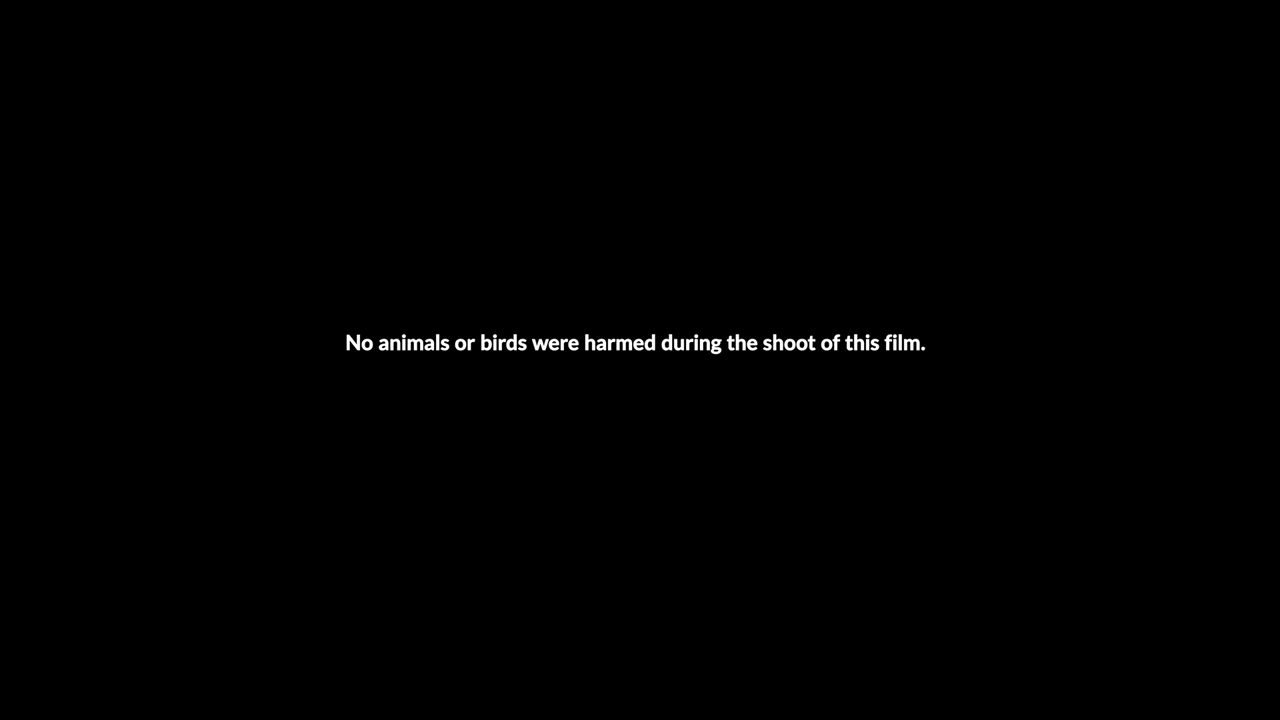 No animals or birds were harmed during the shoot of this film.